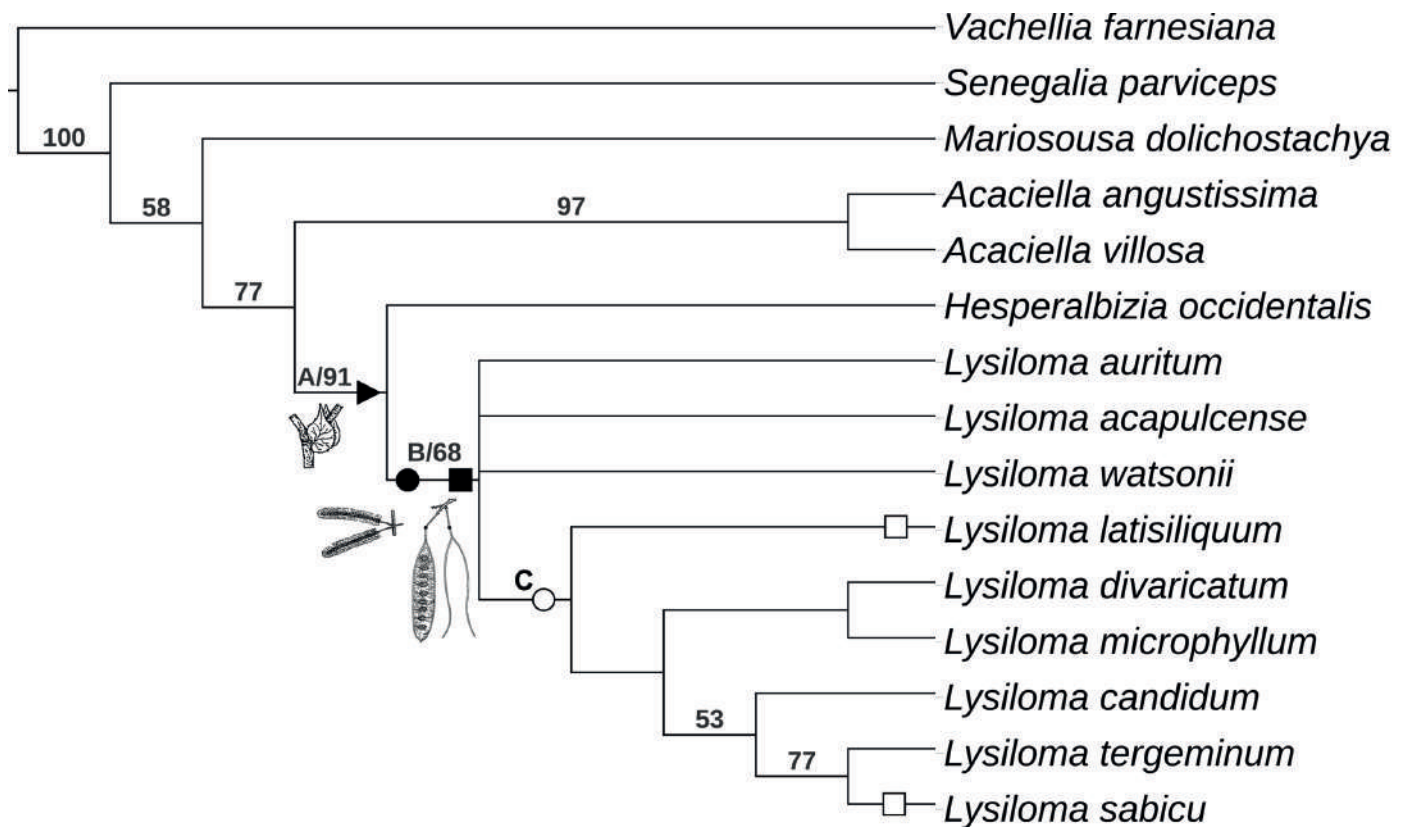 Vachellia farnesiana
Senegalia parviceps
100
Mariosousa dolichostachya
58
Acaciella angustissima
97
Acaciella villosa
77
Hesperalbizia occidentalis
Lysiloma auritum
A/91
Lysiloma acapulcense
B/68
Lysiloma watsonii
Lysiloma latisiliquum
C
Lysiloma divaricatum
Lysiloma microphyllum
Lysiloma candidum
53
Lysiloma tergeminum
77
Lysiloma sabicu